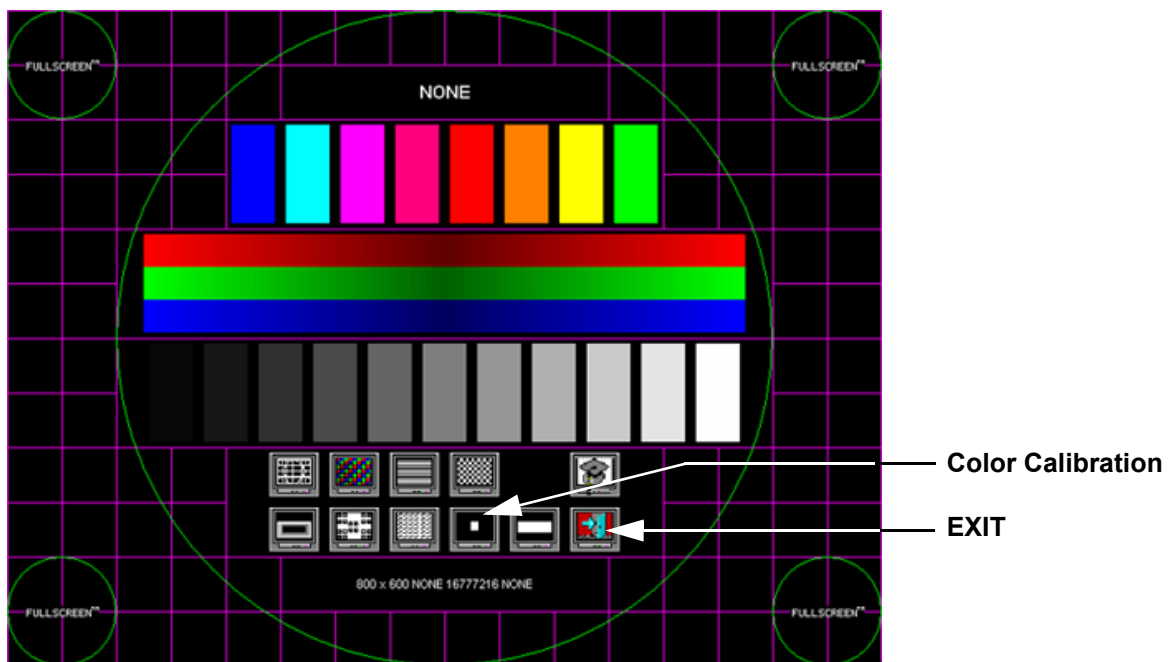 FULLSCREEN™
FULLSCREEN™
NONE
Color Calibration
EXIT
800 x 600 NONE 16777216 NONE
FULLSCREEN™
FULLSCREEN™